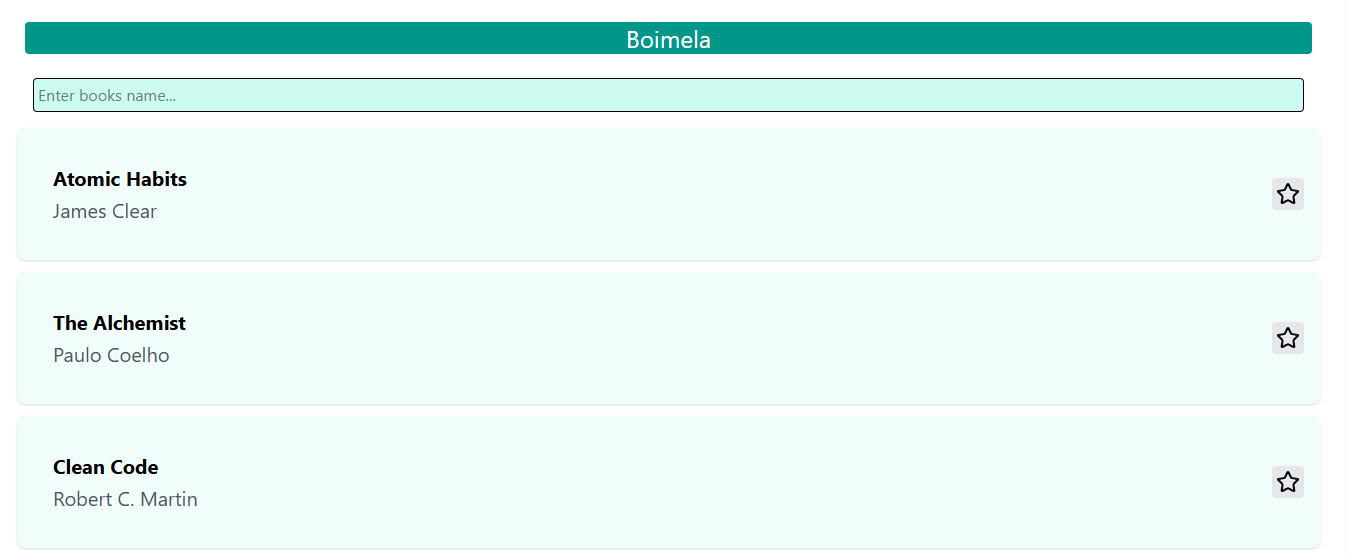 Boimela
Enter books name...
Atomic Habits
James Clear
The Alchemist
Paulo Coelho
Clean Code
Robert C. Martin